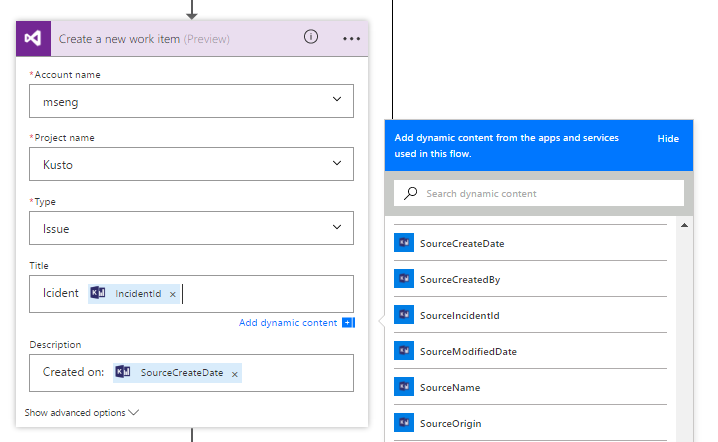 Create a new work item (Preview)
*Account name
mseng
*Project name
Kusto
*Type
Issue
Title
Icident IncidentId ×
Add dynamic content
Description
Created on: SourceCreateDate ×
Show advanced options
Add dynamic content from the apps and services
used in this flow.
Hide
Search dynamic content
SourceCreateDate
SourceCreatedBy
SourceIncidentId
SourceModifiedDate
SourceName
SourceOrigin